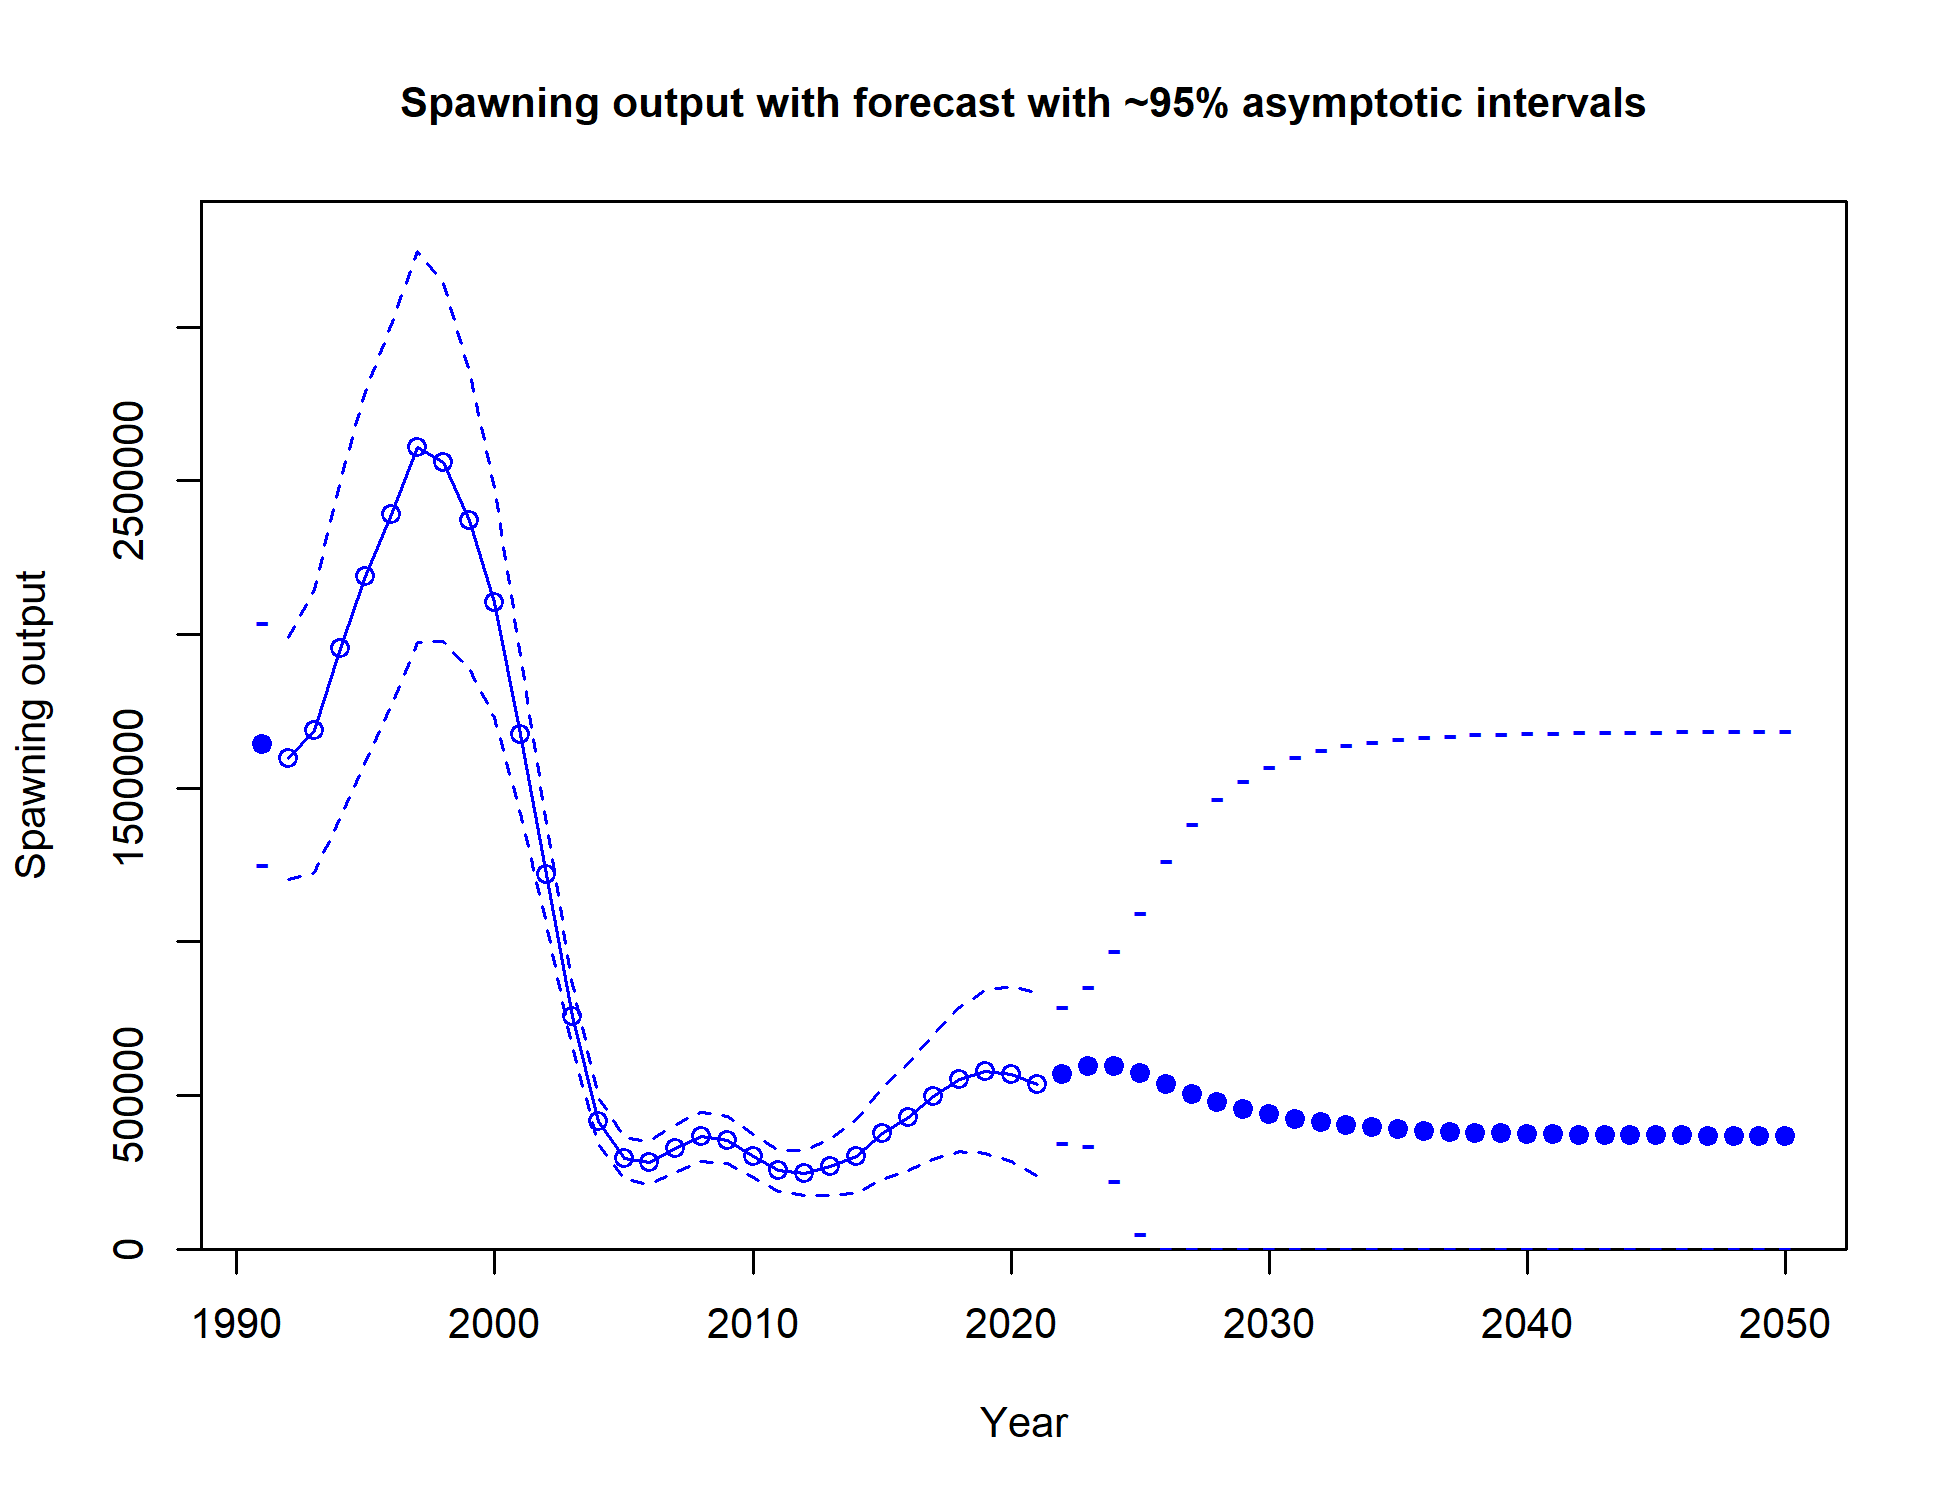 Spawning output with forecast with ~95% asymptotic intervals
Spawning output
2500000
1500000
500000
0
1990 2000 2010 2020 2030 2040 2050
Year